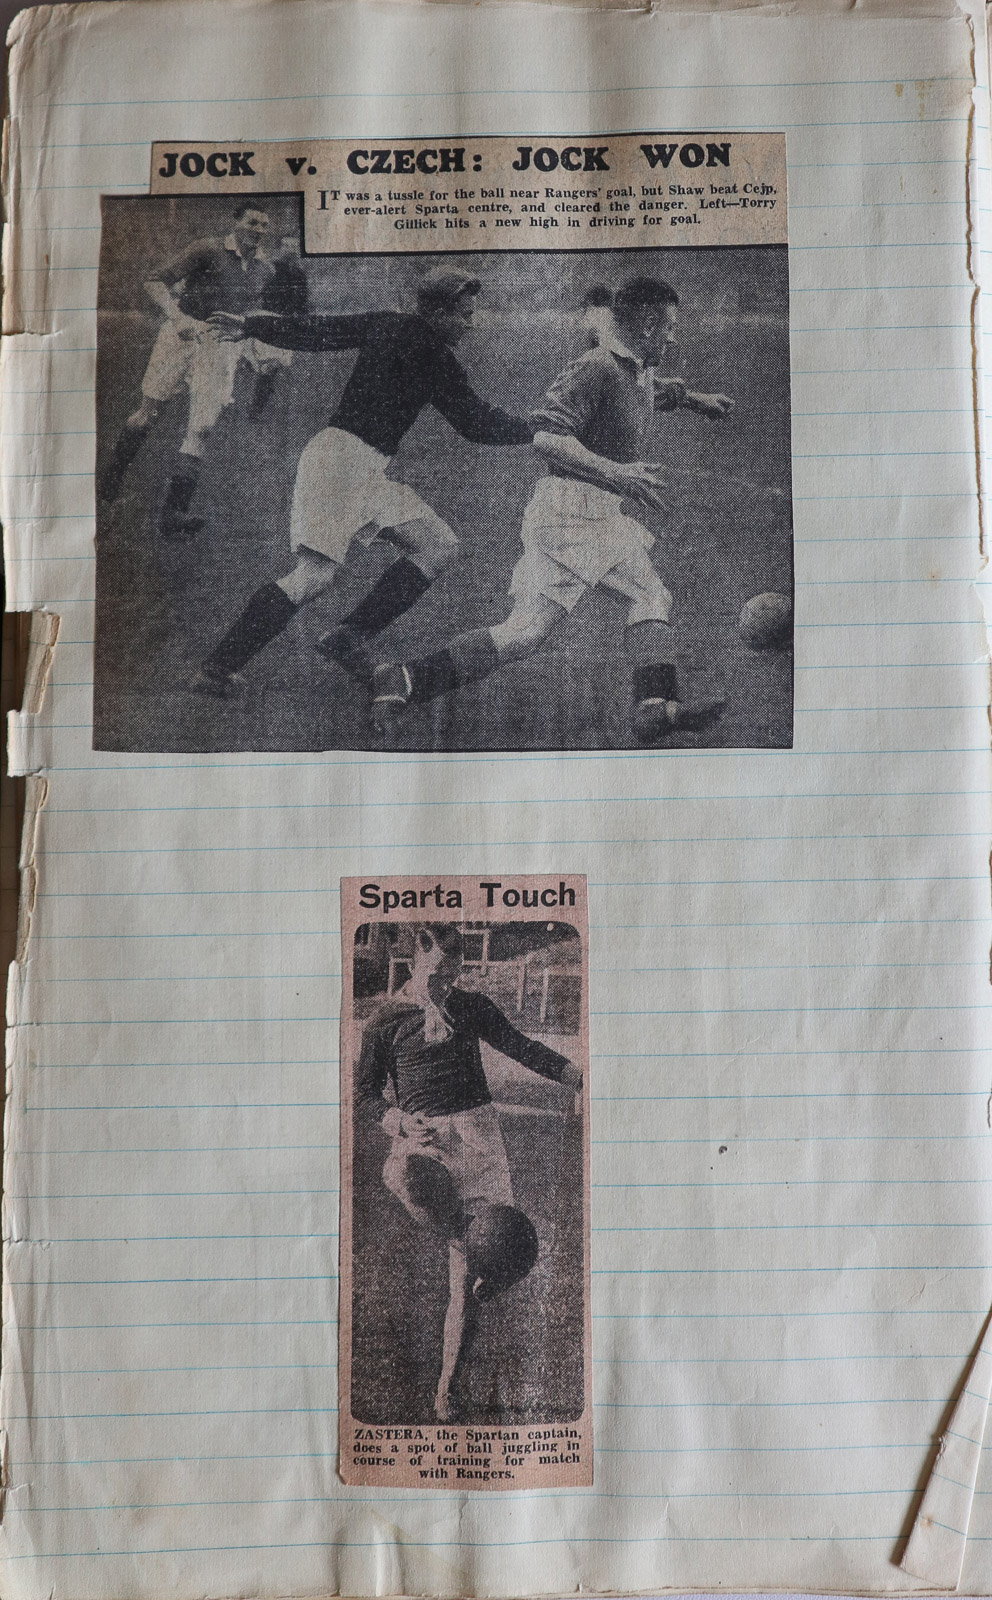 JOCK v. CZECH: JOCK WON
IT was a tussle for the ball near Rangers' goal, but Shaw beat Cejp,
ever-alert Sparta centre, and cleared the danger. Left—Torry
Gillick hits a new high in driving for goal.
Sparta Touch
ZASTERA, the Spartan captain,
does a spot of ball juggling in
course of training for match
with Rangers.